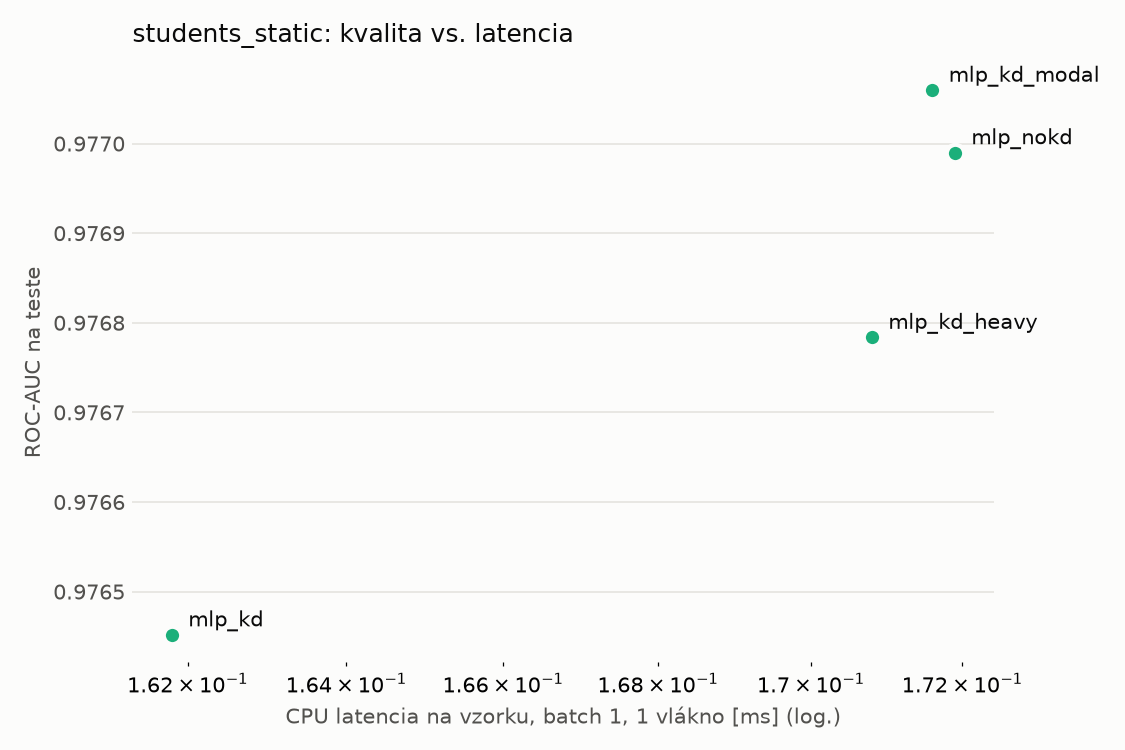 students_static: kvalita vs. latencia
mlp_kd_modal
0.9770
mlp_nokd
0.9769
0.9768
mlp_kd_heavy
0.9767
0.9766
0.9765
mlp_kd
ROC-AUC na teste
1.62 × 10⁻¹ 1.64 × 10⁻¹ 1.66 × 10⁻¹ 1.68 × 10⁻¹ 1.7 × 10⁻¹ 1.72 × 10⁻¹
CPU latencia na vzorku, batch 1, 1 vlákno [ms] (log.)